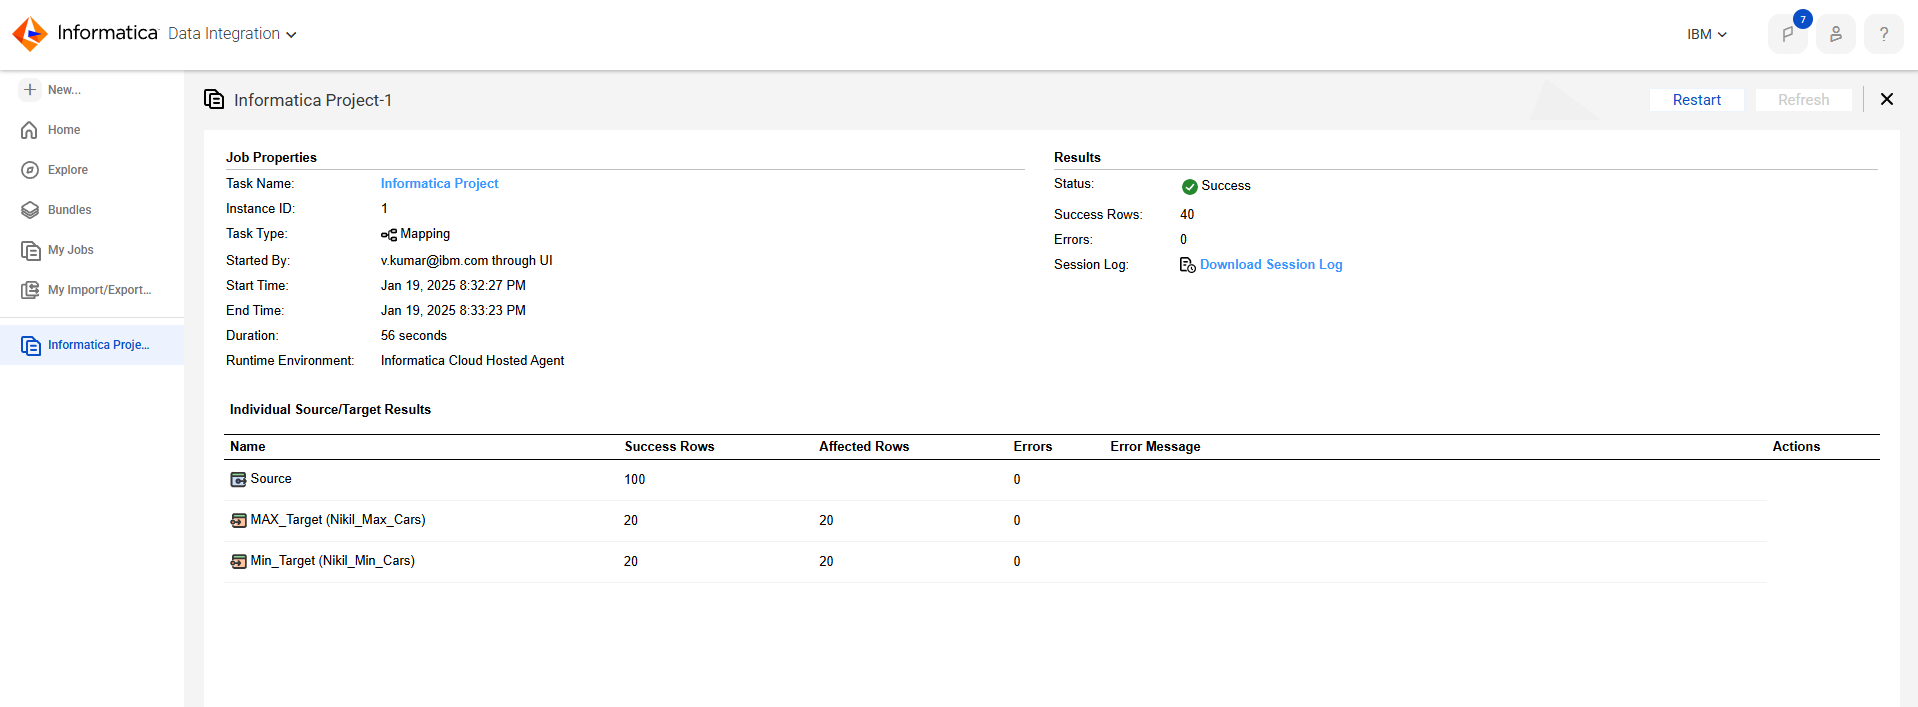 Informatica Data Integration
IBM
7
?
New...
Home
Explore
Bundles
My Jobs
My Import/Export...
Informatica Proje...
Informatica Project-1
Restart
Refresh
Job Properties
Task Name: Informatica Project
Instance ID: 1
Task Type: Mapping
Started By: v.kumar@ibm.com through UI
Start Time: Jan 19, 2025 8:32:27 PM
End Time: Jan 19, 2025 8:33:23 PM
Duration: 56 seconds
Runtime Environment: Informatica Cloud Hosted Agent
Results
Status: Success
Success Rows: 40
Errors: 0
Session Log: Download Session Log
Individual Source/Target Results
Name Success Rows Affected Rows Errors Error Message Actions
Source 100 0
MAX_Target (Nikil_Max_Cars) 20 20 0
Min_Target (Nikil_Min_Cars) 20 20 0